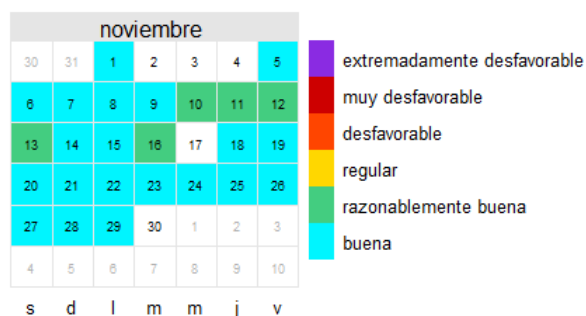 noviembre
30 31 1 2 3 4 5
6 7 8 9 10 11 12
13 14 15 16 17 18 19
20 21 22 23 24 25 26
27 28 29 30 1 2 3
4 5 6 7 8 9 10
s d l m m j v
extremadamente desfavorable
muy desfavorable
desfavorable
regular
razonablemente buena
buena